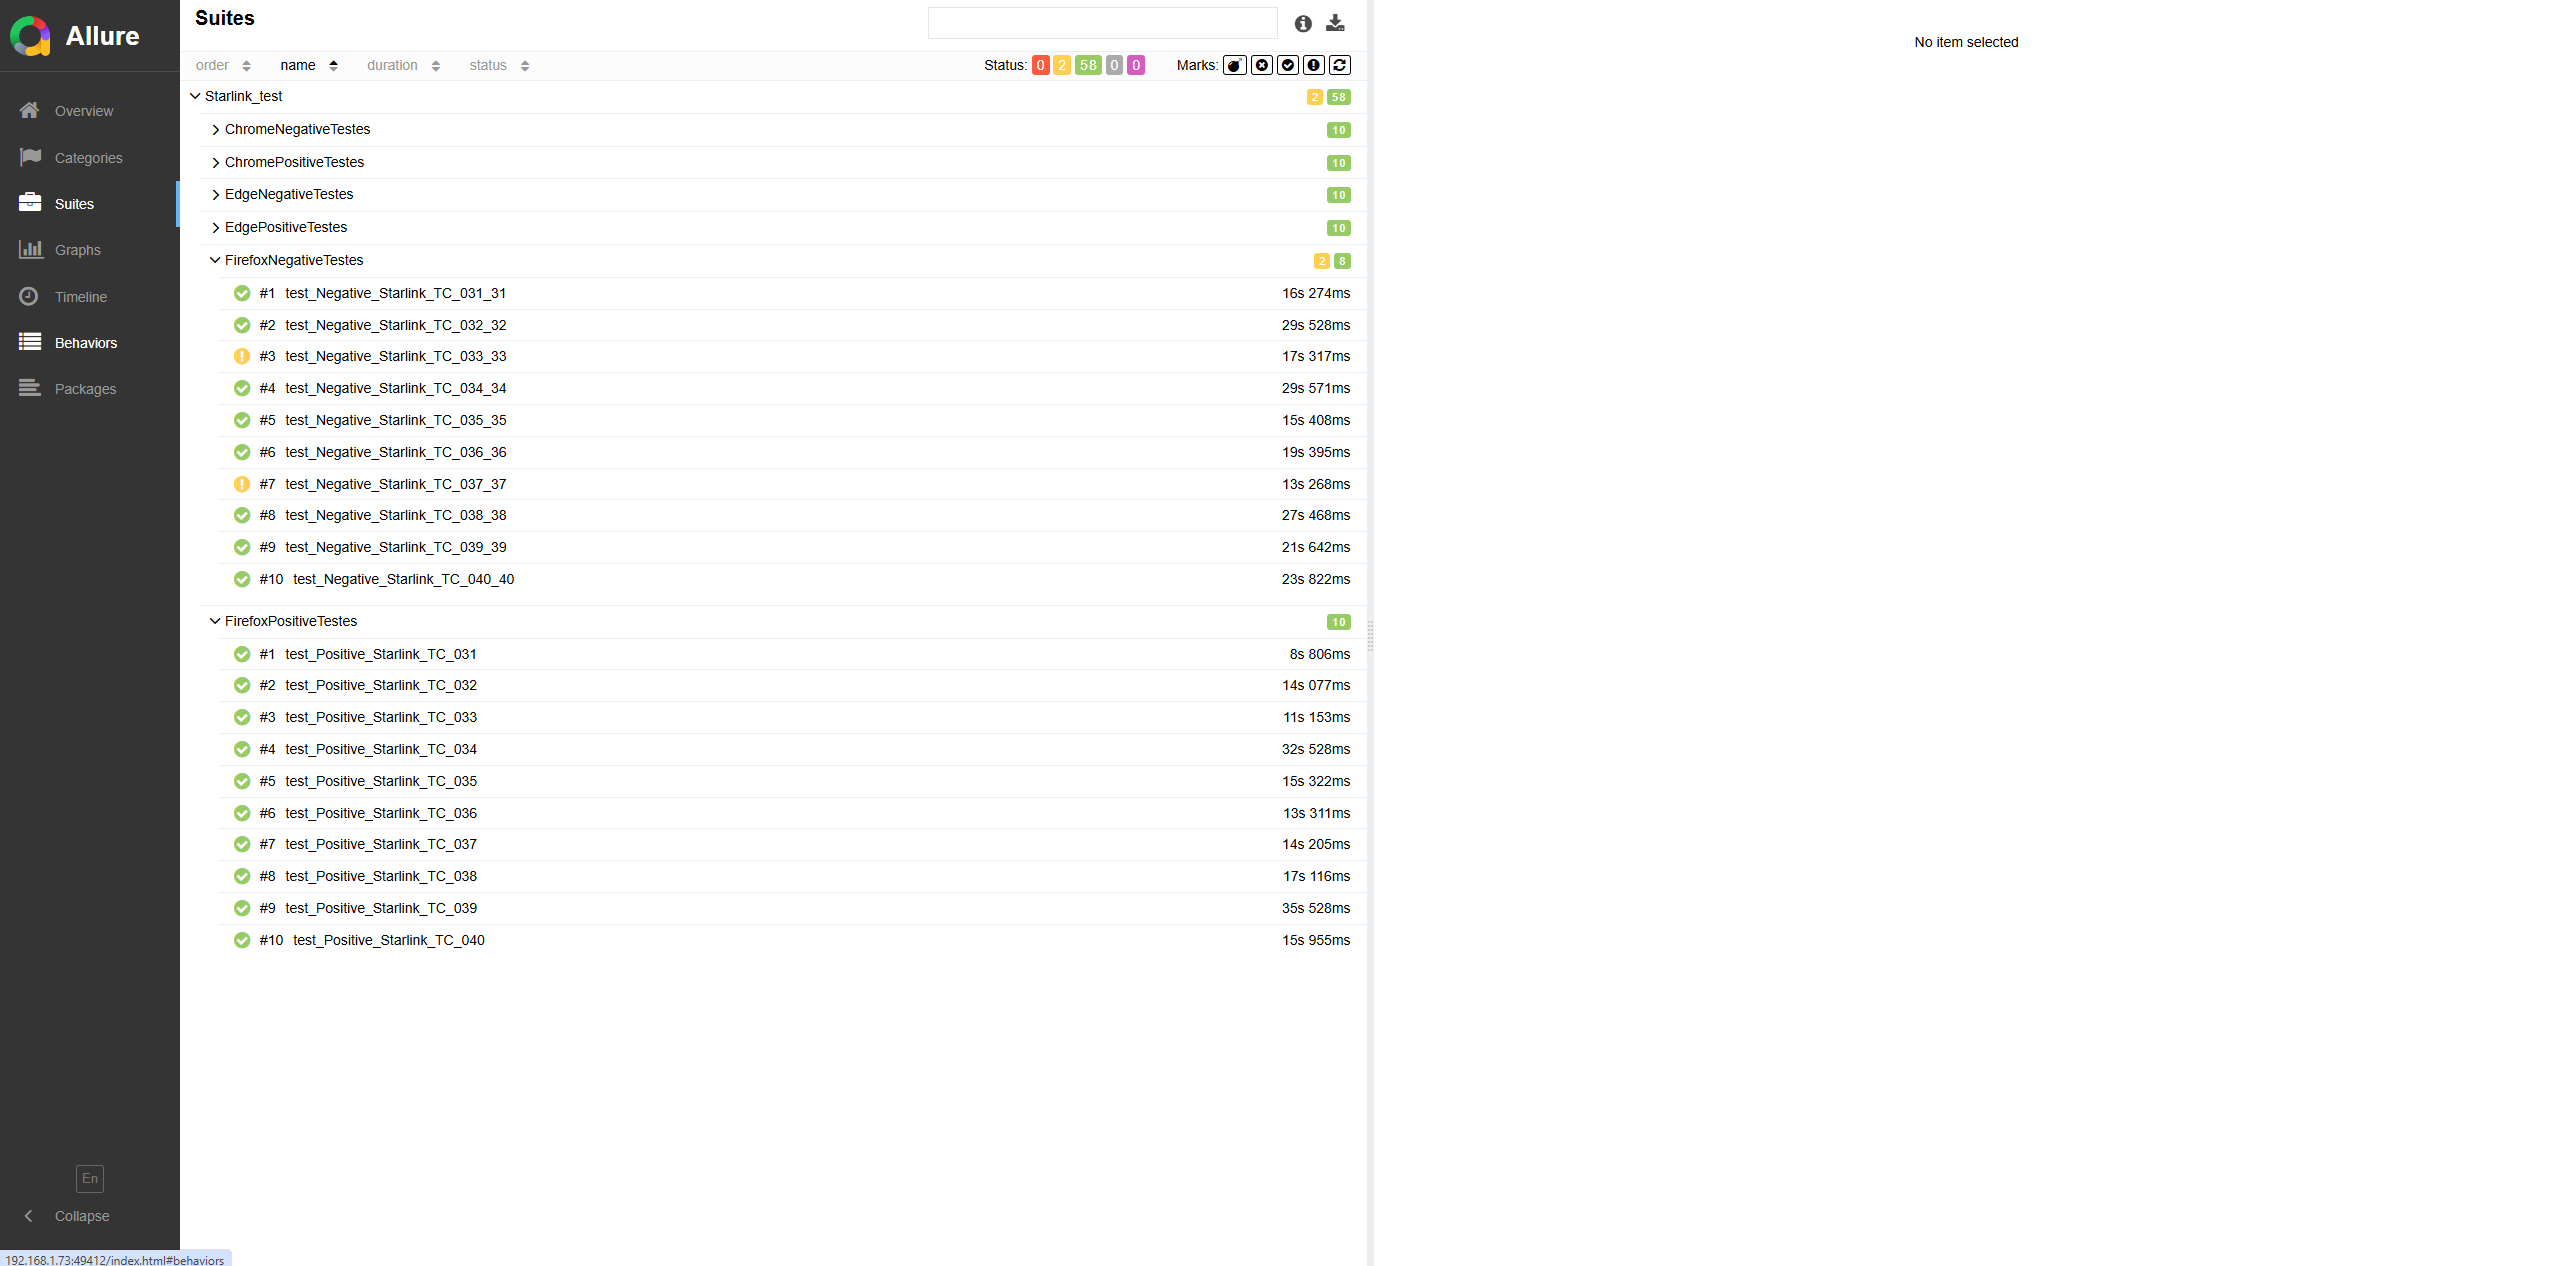 Allure
Overview
Categories
Suites
Graphs
Timeline
Behaviors
Packages
En
Collapse
192.168.1.73:49412/index.html#behaviors
Suites
order name duration status Status: 0 2 58 0 0 Marks:
Starlink_test 2 58
ChromeNegativeTestes 10
ChromePositiveTestes 10
EdgeNegativeTestes 10
EdgePositiveTestes 10
FirefoxNegativeTestes 2 8
#1 test_Negative_Starlink_TC_031_31 16s 274ms
#2 test_Negative_Starlink_TC_032_32 29s 528ms
#3 test_Negative_Starlink_TC_033_33 17s 317ms
#4 test_Negative_Starlink_TC_034_34 29s 571ms
#5 test_Negative_Starlink_TC_035_35 15s 408ms
#6 test_Negative_Starlink_TC_036_36 19s 395ms
#7 test_Negative_Starlink_TC_037_37 13s 268ms
#8 test_Negative_Starlink_TC_038_38 27s 468ms
#9 test_Negative_Starlink_TC_039_39 21s 642ms
#10 test_Negative_Starlink_TC_040_40 23s 822ms
FirefoxPositiveTestes 10
#1 test_Positive_Starlink_TC_031 8s 806ms
#2 test_Positive_Starlink_TC_032 14s 077ms
#3 test_Positive_Starlink_TC_033 11s 153ms
#4 test_Positive_Starlink_TC_034 32s 528ms
#5 test_Positive_Starlink_TC_035 15s 322ms
#6 test_Positive_Starlink_TC_036 13s 311ms
#7 test_Positive_Starlink_TC_037 14s 205ms
#8 test_Positive_Starlink_TC_038 17s 116ms
#9 test_Positive_Starlink_TC_039 35s 528ms
#10 test_Positive_Starlink_TC_040 15s 955ms
No item selected